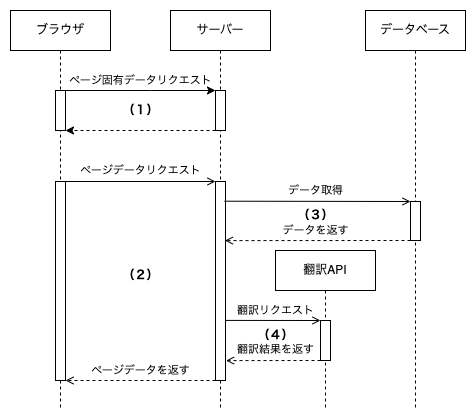 ブラウザ
サーバー
データベース
ページ固有データリクエスト
(1)
ページデータリクエスト
データ取得
(3)
データを返す
(2)
翻訳API
翻訳リクエスト
(4)
翻訳結果を返す
ページデータを返す